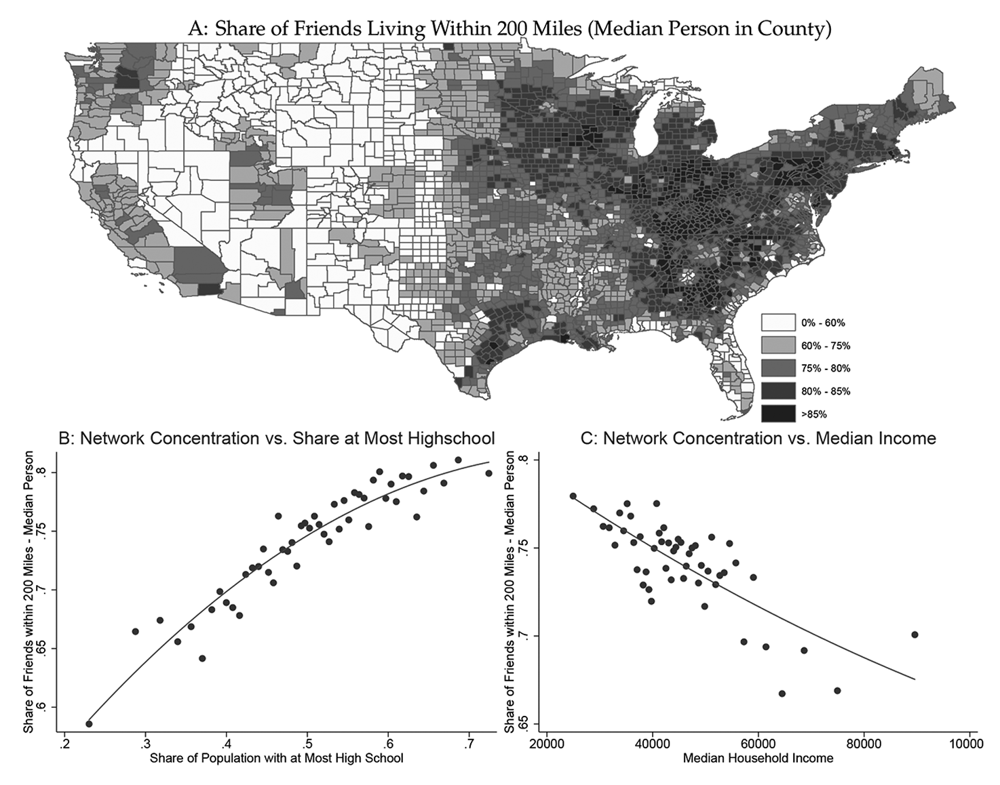 A: Share of Friends Living Within 200 Miles (Median Person in County)
0% - 60%
60% - 75%
75% - 80%
80% - 85%
>85%
B: Network Concentration vs. Share at Most Highschool
Share of Friends within 200 Miles - Median Person
.8
.75
.7
.65
.6
.2 .3 .4 .5 .6 .7
Share of Population with at Most High School
C: Network Concentration vs. Median Income
Share of Friends within 200 Miles - Median Person
.8
.75
.7
.65
20000 40000 60000 80000 10000
Median Household Income